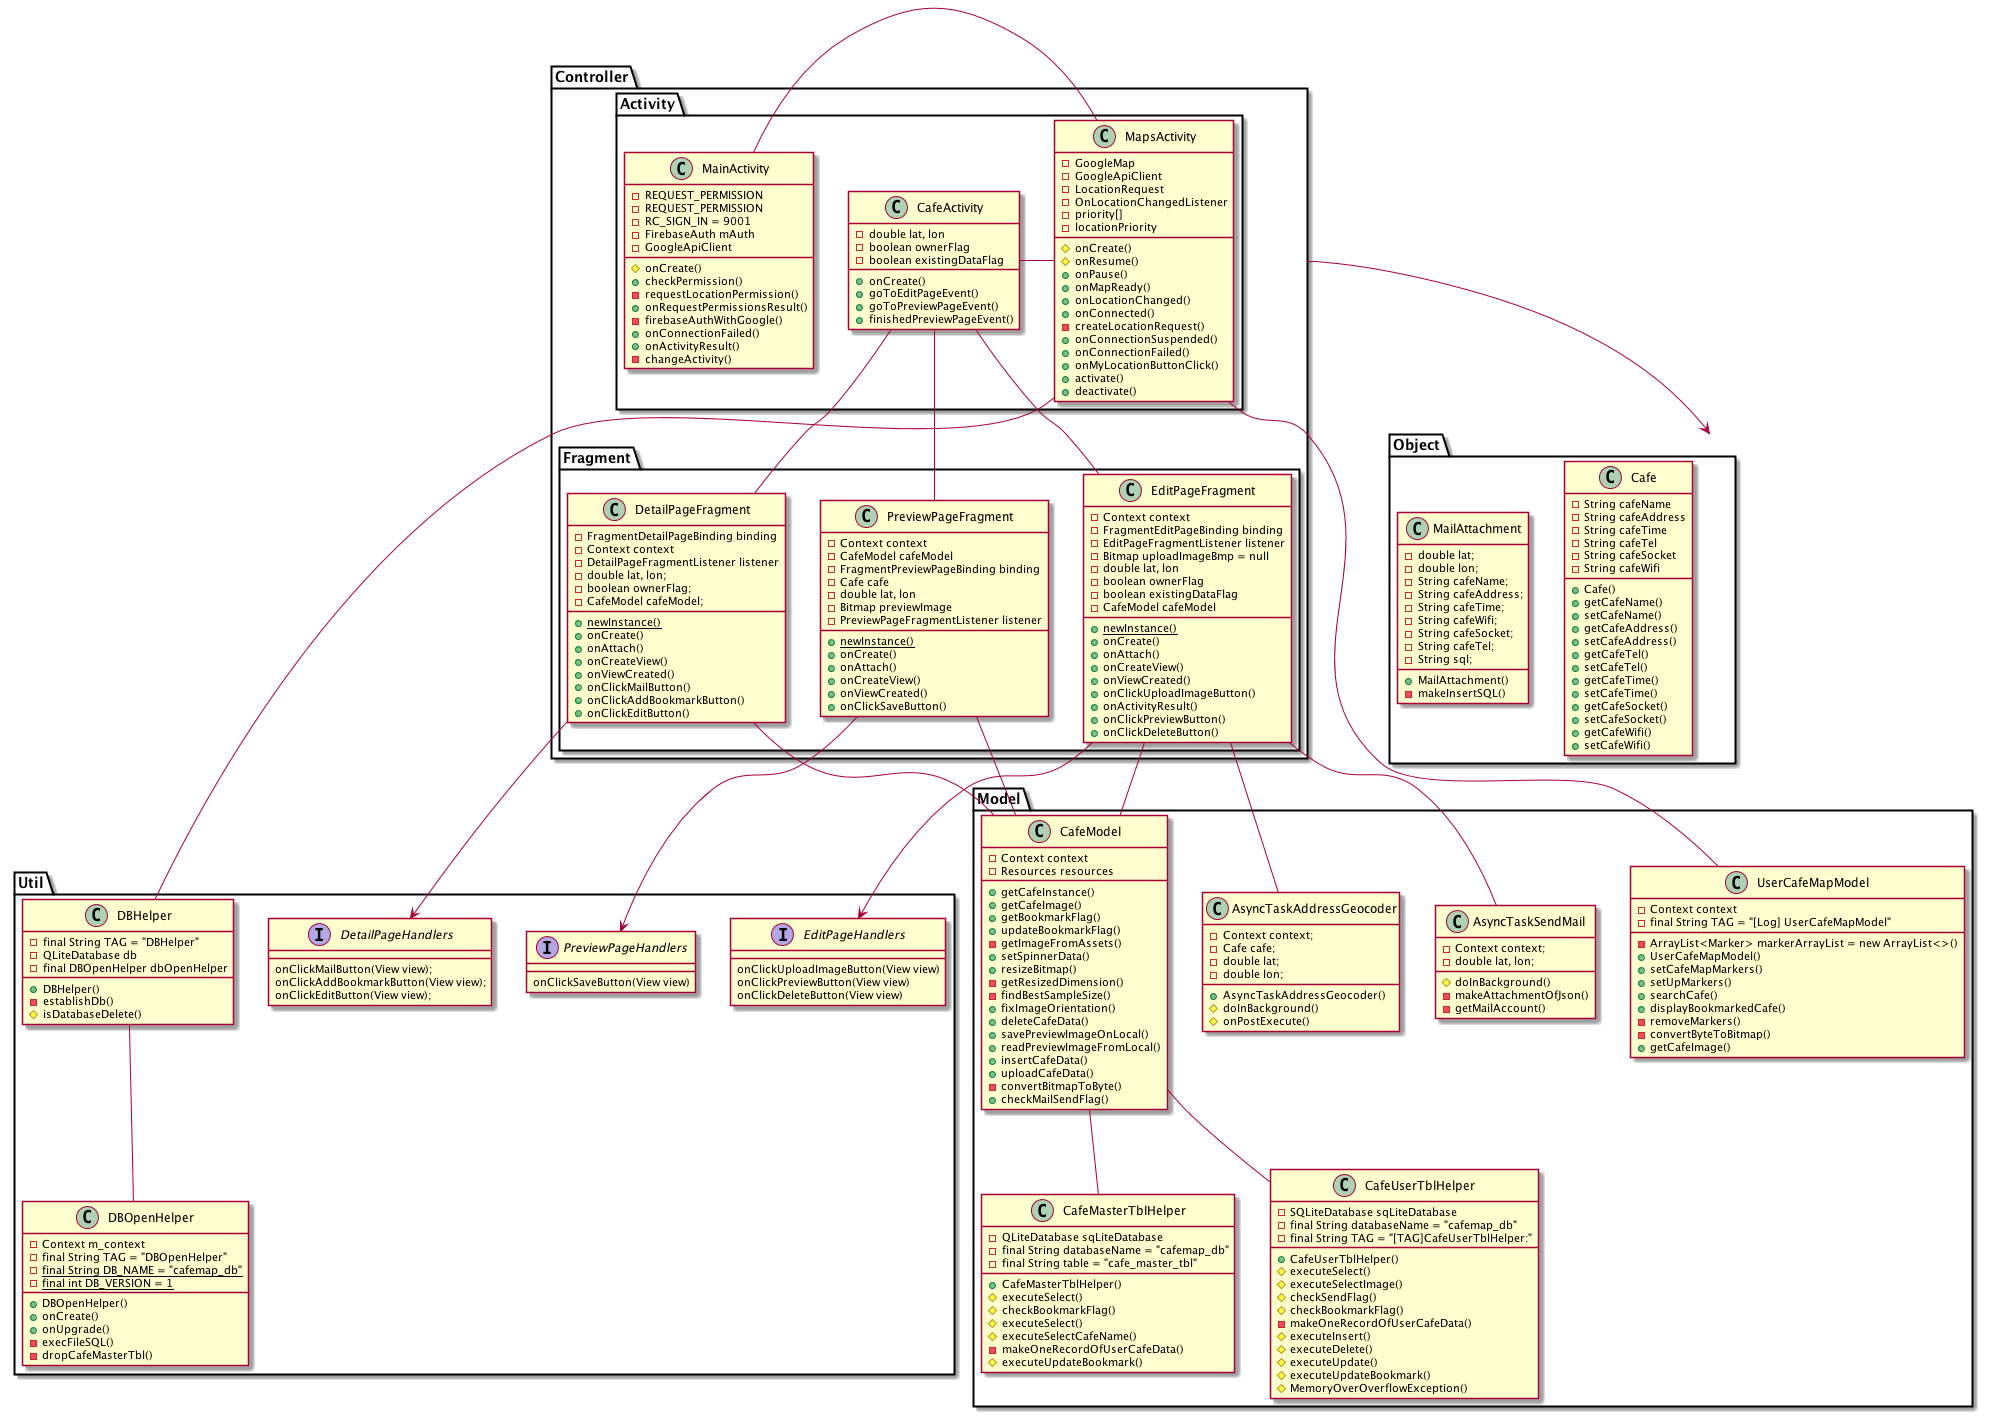 Controller
Activity
C MainActivity
REQUEST_PERMISSION
REQUEST_PERMISSION
RC_SIGN_IN = 9001
FirebaseAuth mAuth
GoogleApiClient
onCreate()
checkPermission()
requestLocationPermission()
onRequestPermissionsResult()
firebaseAuthWithGoogle()
onConnectionFailed()
onActivityResult()
changeActivity()
C CafeActivity
double lat, lon
boolean ownerFlag
boolean existingDataFlag
onCreate()
goToEditPageEvent()
goToPreviewPageEvent()
finishedPreviewPageEvent()
C MapsActivity
GoogleMap
GoogleApiClient
LocationRequest
OnLocationChangedListener
priority[]
locationPriority
onCreate()
onResume()
onPause()
onMapReady()
onLocationChanged()
onConnected()
createLocationRequest()
onConnectionSuspended()
onConnectionFailed()
onMyLocationButtonClick()
activate()
deactivate()
Fragment
C DetailPageFragment
FragmentDetailPageBinding binding
Context context
DetailPageFragmentListener listener
double lat, lon;
boolean ownerFlag;
CafeModel cafeModel;
newInstance()
onCreate()
onAttach()
onCreateView()
onViewCreated()
onClickMailButton()
onClickAddBookmarkButton()
onClickEditButton()
C PreviewPageFragment
Context context
CafeModel cafeModel
FragmentPreviewPageBinding binding
Cafe cafe
double lat, lon
Bitmap previewImage
PreviewPageFragmentListener listener
newInstance()
onCreate()
onAttach()
onCreateView()
onViewCreated()
onClickSaveButton()
C EditPageFragment
Context context
FragmentEditPageBinding binding
EditPageFragmentListener listener
Bitmap uploadImageBmp = null
double lat, lon
boolean ownerFlag
boolean existingDataFlag
CafeModel cafeModel
newInstance()
onCreate()
onAttach()
onCreateView()
onViewCreated()
onClickUploadImageButton()
onActivityResult()
onClickPreviewButton()
onClickDeleteButton()
Object
C MailAttachment
double lat;
double lon;
String cafeName;
String cafeAddress;
String cafeTime;
String cafeWifi;
String cafeSocket;
String cafeTel;
String sql;
MailAttachment()
makeInsertSQL()
C Cafe
String cafeName
String cafeAddress
String cafeTime
String cafeTel
String cafeSocket
String cafeWifi
Cafe()
getCafeName()
setCafeName()
getCafeAddress()
setCafeAddress()
getCafeTel()
setCafeTel()
getCafeTime()
setCafeTime()
getCafeSocket()
setCafeSocket()
getCafeWifi()
setCafeWifi()
Util
C DBHelper
final String TAG = "DBHelper"
QLiteDatabase db
final DBOpenHelper dbOpenHelper
DBHelper()
establishDb()
isDatabaseDelete()
I DetailPageHandlers
onClickMailButton(View view);
onClickAddBookmarkButton(View view);
onClickEditButton(View view);
I PreviewPageHandlers
onClickSaveButton(View view)
I EditPageHandlers
onClickUploadImageButton(View view)
onClickPreviewButton(View view)
onClickDeleteButton(View view)
C DBOpenHelper
Context m_context
final String TAG = "DBOpenHelper"
final String DB_NAME = "cafemap_db"
final int DB_VERSION = 1
DBOpenHelper()
onCreate()
onUpgrade()
execFileSQL()
dropCafeMasterTbl()
Model
C CafeModel
Context context
Resources resources
getCafeInstance()
getCafeImage()
getBookmarkFlag()
updateBookmarkFlag()
getImageFromAssets()
setSpinnerData()
resizeBitmap()
getResizedDimension()
findBestSampleSize()
fixImageOrientation()
deleteCafeData()
savePreviewImageOnLocal()
readPreviewImageFromLocal()
insertCafeData()
uploadCafeData()
convertBitmapToByte()
checkMailSendFlag()
C AsyncTaskAddressGeocoder
Context context;
Cafe cafe;
double lat;
double lon;
AsyncTaskAddressGeocoder()
doInBackground()
onPostExecute()
C AsyncTaskSendMail
Context context;
double lat, lon;
doInBackground()
makeAttachmentOfJson()
getMailAccount()
C UserCafeMapModel
Context context
final String TAG = "[Log] UserCafeMapModel"
ArrayList<Marker> markerArrayList = new ArrayList<>()
UserCafeMapModel()
setCafeMapMarkers()
setUpMarkers()
searchCafe()
displayBookmarkedCafe()
removeMarkers()
convertByteToBitmap()
getCafeImage()
C CafeMasterTblHelper
QLiteDatabase sqLiteDatabase
final String databaseName = "cafemap_db"
final String table = "cafe_master_tbl"
CafeMasterTblHelper()
executeSelect()
checkBookmarkFlag()
executeSelect()
executeSelectCafeName()
makeOneRecordOfUserCafeData()
executeUpdateBookmark()
C CafeUserTblHelper
SQLiteDatabase sqLiteDatabase
final String databaseName = "cafemap_db"
final String TAG = "[TAG]CafeUserTblHelper:"
CafeUserTblHelper()
executeSelect()
executeSelectImage()
checkSendFlag()
checkBookmarkFlag()
makeOneRecordOfUserCafeData()
executeInsert()
executeDelete()
executeUpdate()
executeUpdateBookmark()
MemoryOverOverflowException()